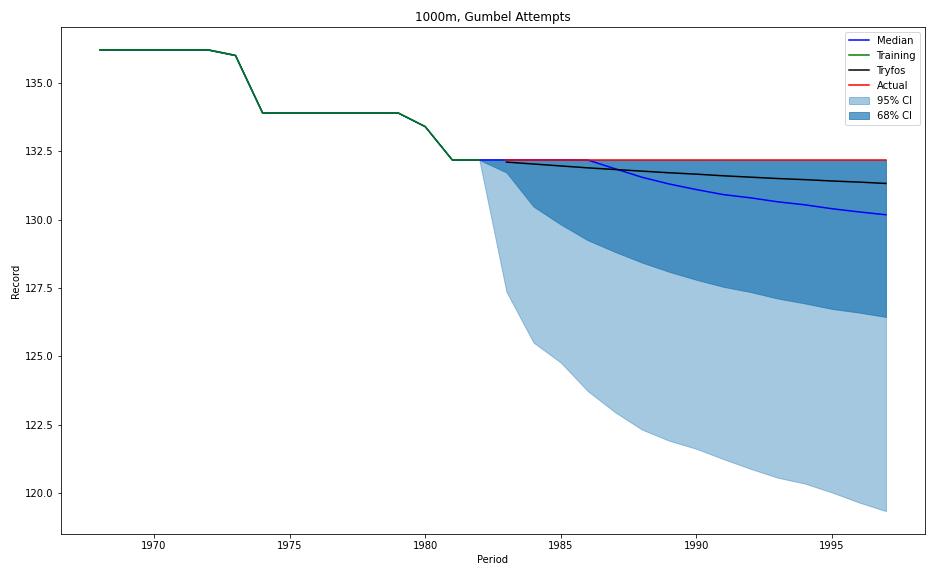 1000m, Gumbel Attempts
Median
Training
Tryfos
Actual
95% CI
68% CI
135.0
132.5
130.0
127.5
125.0
122.5
120.0
Record
1970
1975
1980
1985
1990
1995
Period